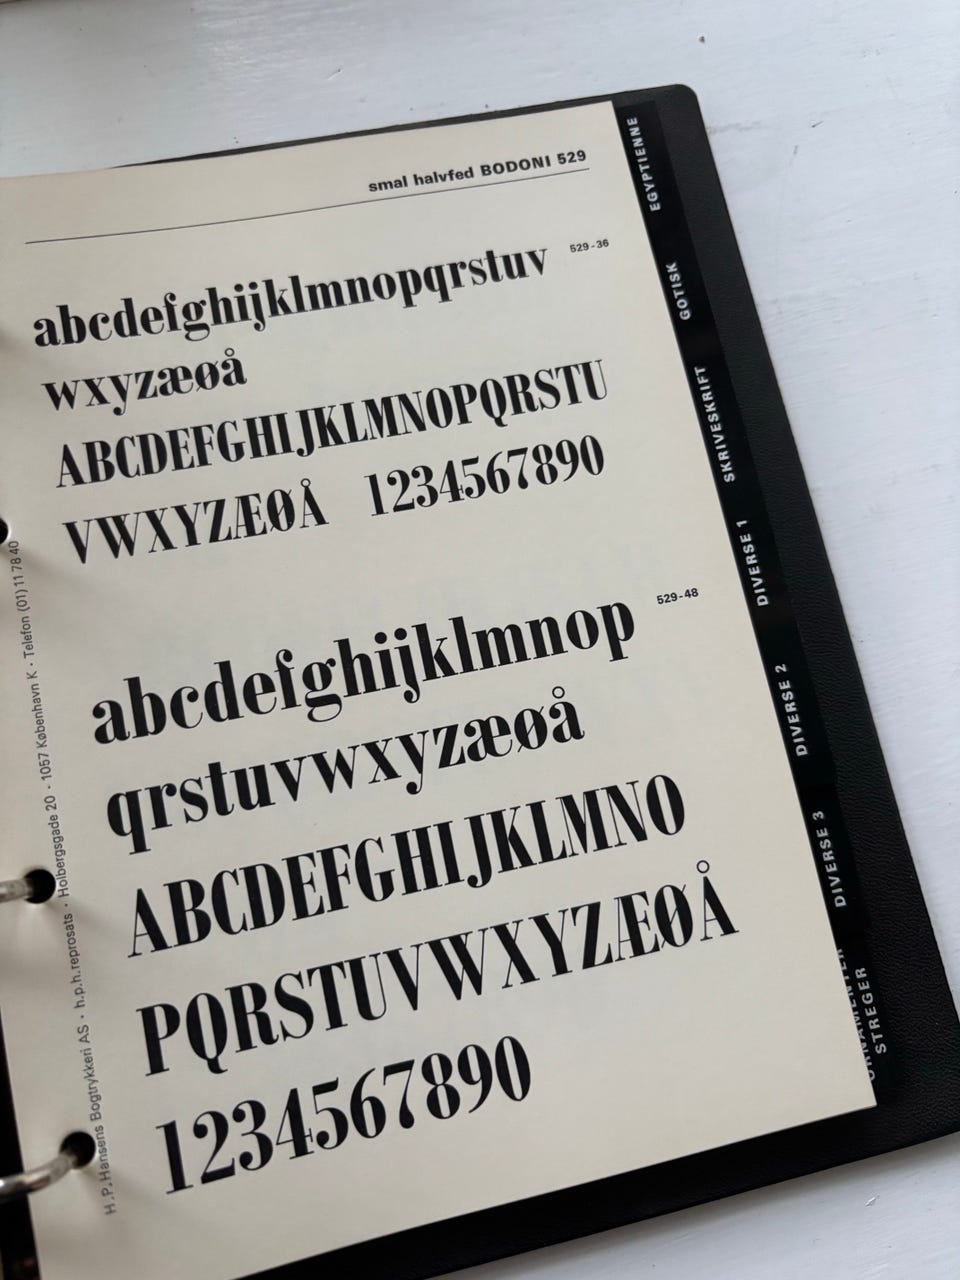 smal halvfed BODONI 529
529-36
abcdefghijklmnopqrstuv
wxyzæøå
ABCDEFGHIJKLMNOPQRSTU
VWXYZÆØÅ 1234567890
529-48
abcdefghijklmnop
qrstuvwxyzæøå
ABCDEFGHIJKLMNO
PQRSTUVWXYZÆØÅ
1234567890
H.P.Hansens Bogtrykkeri AS · h.p.h.reprosats · Holbergsgade 20 · 1057 København K · Telefon (01) 11 78 40
EGYPTIENNE
GOTISK
SKRIVESKRIFT
DIVERSE 1
DIVERSE 2
DIVERSE 3
STREGER